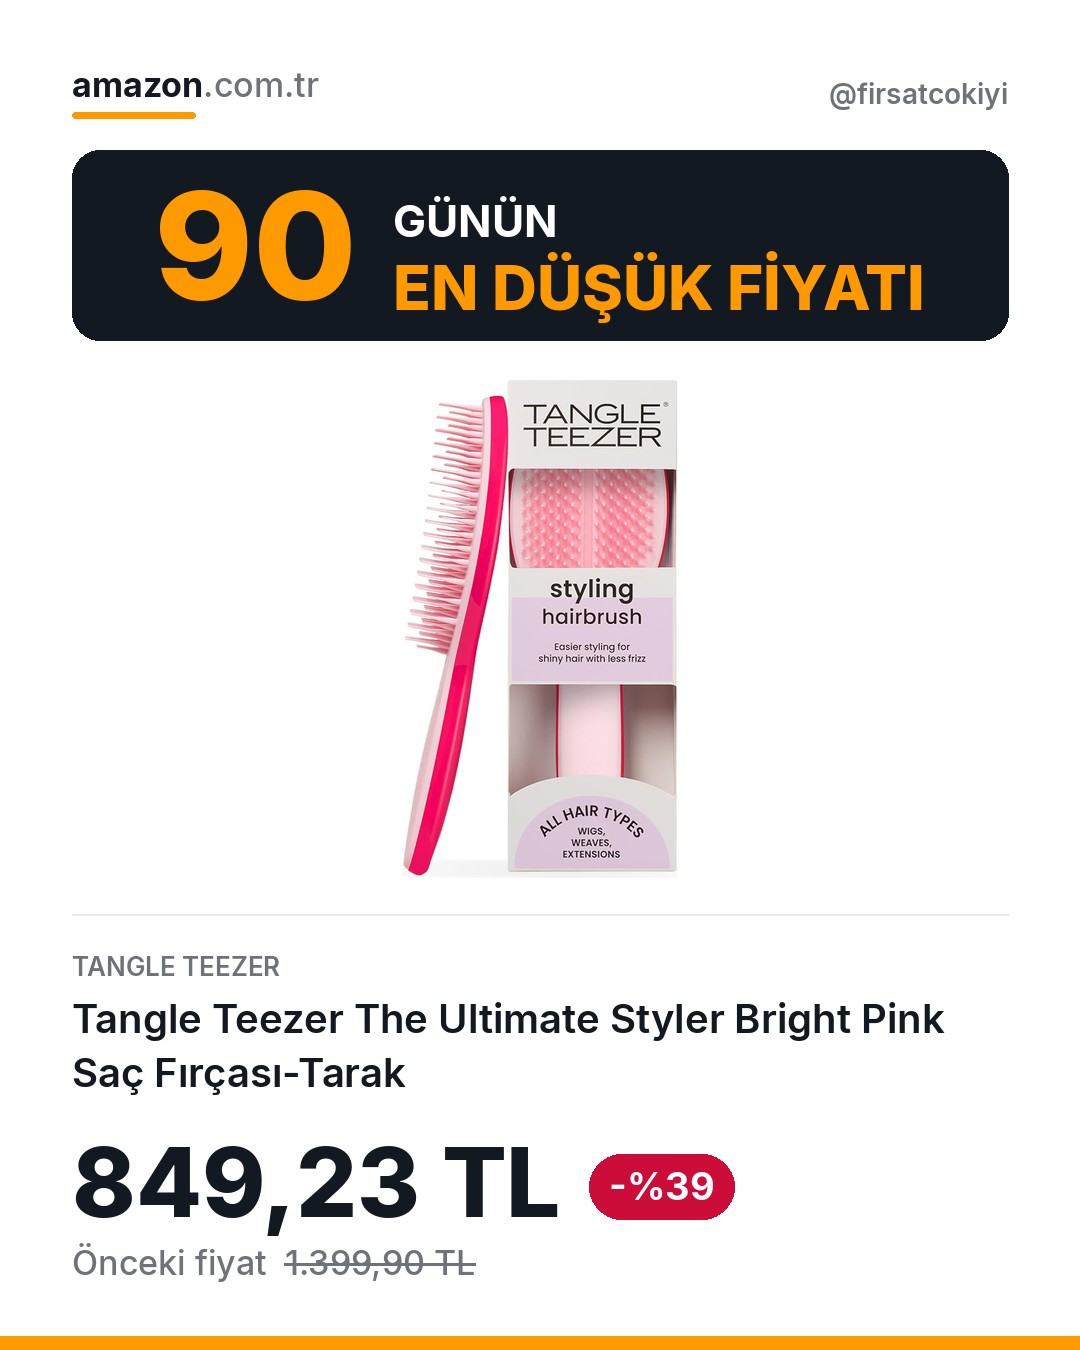 amazon.com.tr
@firsatcokiyi
90
GÜNÜN
EN DÜŞÜK FİYATI
TANGLE
TEEZER®
styling
hairbrush
Easier styling for
shiny hair with less frizz
ALL HAIR TYPES
WIGS,
WEAVES,
EXTENSIONS
TANGLE TEEZER
Tangle Teezer The Ultimate Styler Bright Pink
Saç Fırçası-Tarak
849,23 TL
-%39
Önceki fiyat 1.399,90 TL